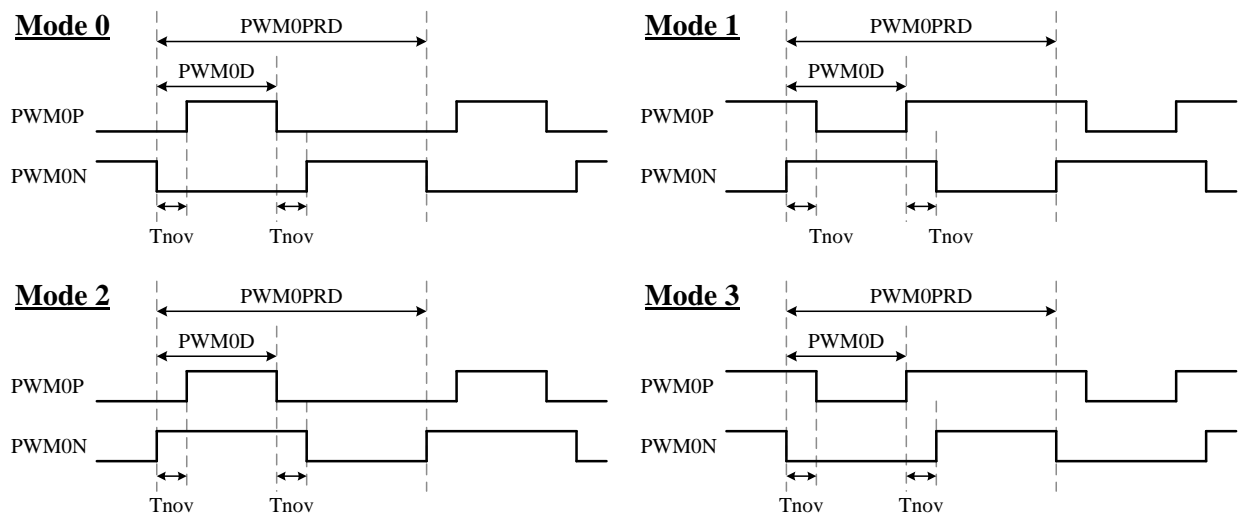 Mode 0
PWM0PRD
PWM0D
PWM0P
PWM0N
Tnov
Tnov
Mode 1
PWM0PRD
PWM0D
PWM0P
PWM0N
Tnov
Tnov
Mode 2
PWM0PRD
PWM0D
PWM0P
PWM0N
Tnov
Tnov
Mode 3
PWM0PRD
PWM0D
PWM0P
PWM0N
Tnov
Tnov